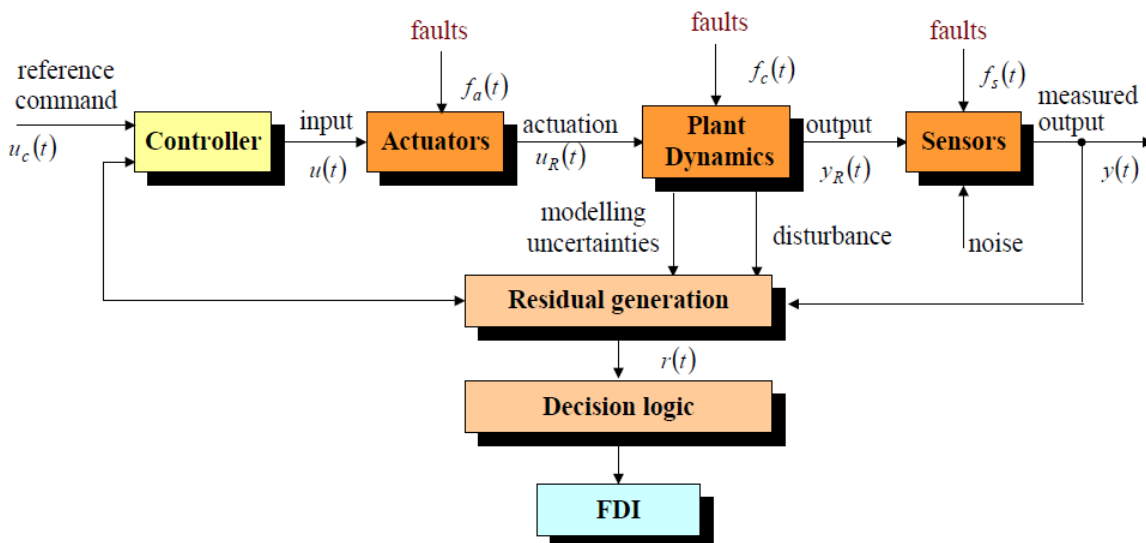 faults
faults
faults
reference
command
f_a(t)
f_c(t)
f_s(t)
measured
output
input
actuation
output
Controller
Actuators
Plant
Dynamics
Sensors
u_c(t)
u(t)
u_R(t)
y_R(t)
y(t)
modelling
uncertainties
disturbance
noise
Residual generation
r(t)
Decision logic
FDI